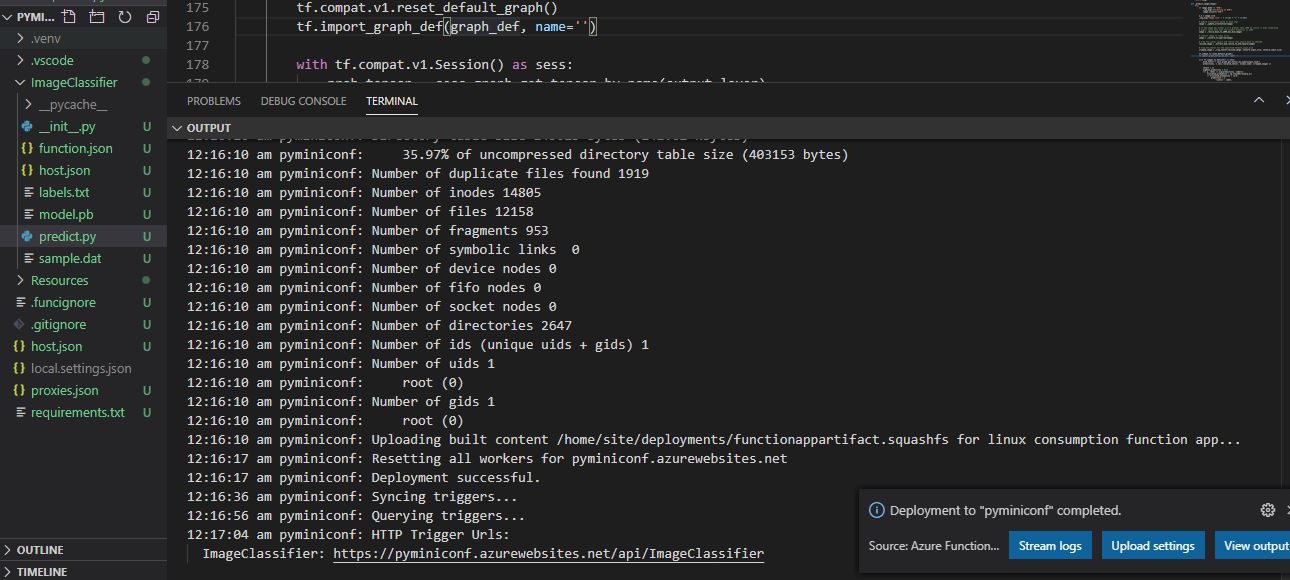 PYMI...
.venv
.vscode
ImageClassifier
__pycache__
__init__.py U
function.json U
host.json U
labels.txt U
model.pb U
predict.py U
sample.dat U
Resources
.funcignore U
.gitignore U
host.json U
local.settings.json
proxies.json U
requirements.txt U
OUTLINE
TIMELINE
175 tf.compat.v1.reset_default_graph()
176 tf.import_graph_def(graph_def, name='')
177
178 with tf.compat.v1.Session() as sess:
PROBLEMS DEBUG CONSOLE TERMINAL
OUTPUT
12:16:10 am pyminiconf: 35.97% of uncompressed directory table size (403153 bytes)
12:16:10 am pyminiconf: Number of duplicate files found 1919
12:16:10 am pyminiconf: Number of inodes 14805
12:16:10 am pyminiconf: Number of files 12158
12:16:10 am pyminiconf: Number of fragments 953
12:16:10 am pyminiconf: Number of symbolic links  0
12:16:10 am pyminiconf: Number of device nodes 0
12:16:10 am pyminiconf: Number of fifo nodes 0
12:16:10 am pyminiconf: Number of socket nodes 0
12:16:10 am pyminiconf: Number of directories 2647
12:16:10 am pyminiconf: Number of ids (unique uids + gids) 1
12:16:10 am pyminiconf: Number of uids 1
12:16:10 am pyminiconf: root (0)
12:16:10 am pyminiconf: Number of gids 1
12:16:10 am pyminiconf: root (0)
12:16:10 am pyminiconf: Uploading built content /home/site/deployments/functionappartifact.squashfs for linux consumption function app...
12:16:17 am pyminiconf: Resetting all workers for pyminiconf.azurewebsites.net
12:16:17 am pyminiconf: Deployment successful.
12:16:36 am pyminiconf: Syncing triggers...
12:16:56 am pyminiconf: Querying triggers...
12:17:04 am pyminiconf: HTTP Trigger Urls:
ImageClassifier: https://pyminiconf.azurewebsites.net/api/ImageClassifier
Deployment to "pyminiconf" completed.
Source: Azure Function... Stream logs Upload settings View output